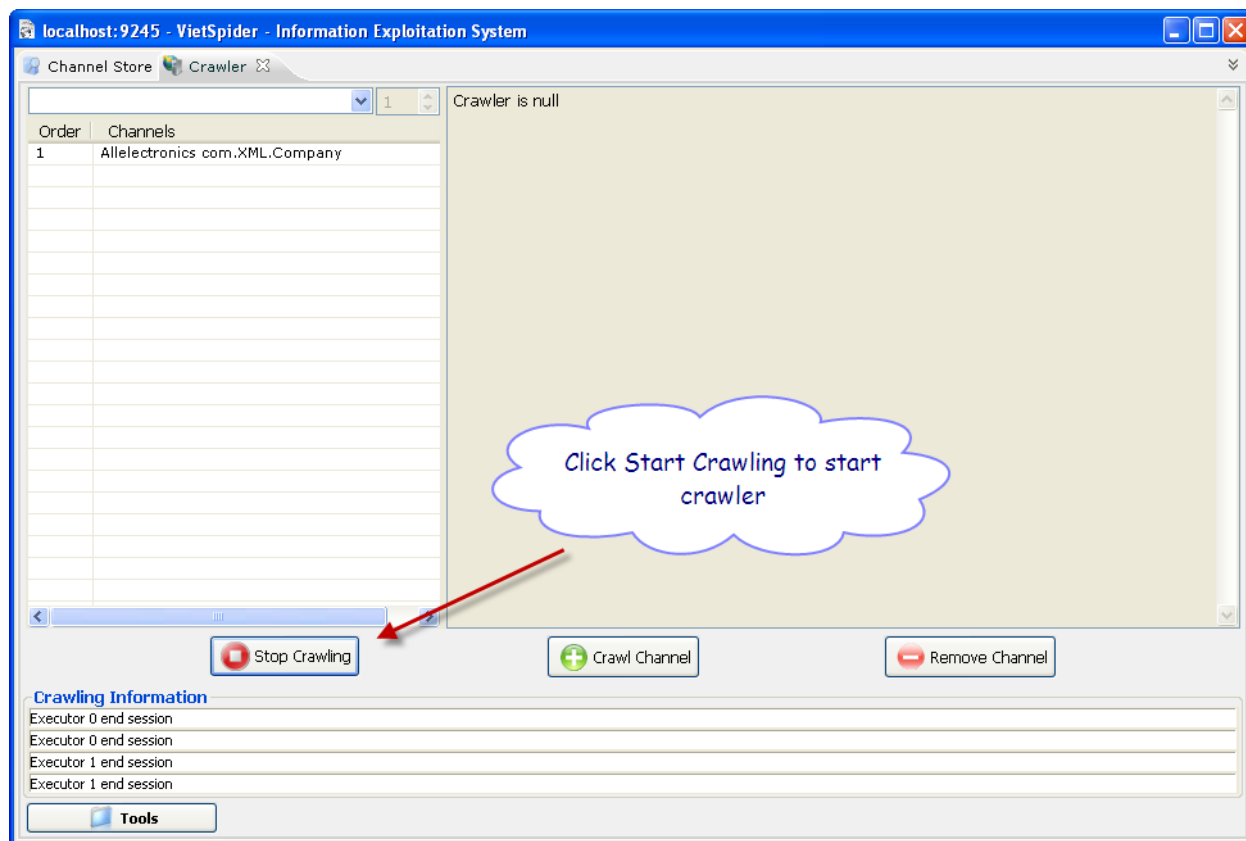 localhost:9245 - VietSpider - Information Exploitation System
Channel Store Crawler
1
Crawler is null
Order Channels
1 Allelectronics com.XML.Company
Click Start Crawling to start
crawler
Stop Crawling
Crawl Channel
Remove Channel
Crawling Information
Executor 0 end session
Executor 0 end session
Executor 1 end session
Executor 1 end session
Tools